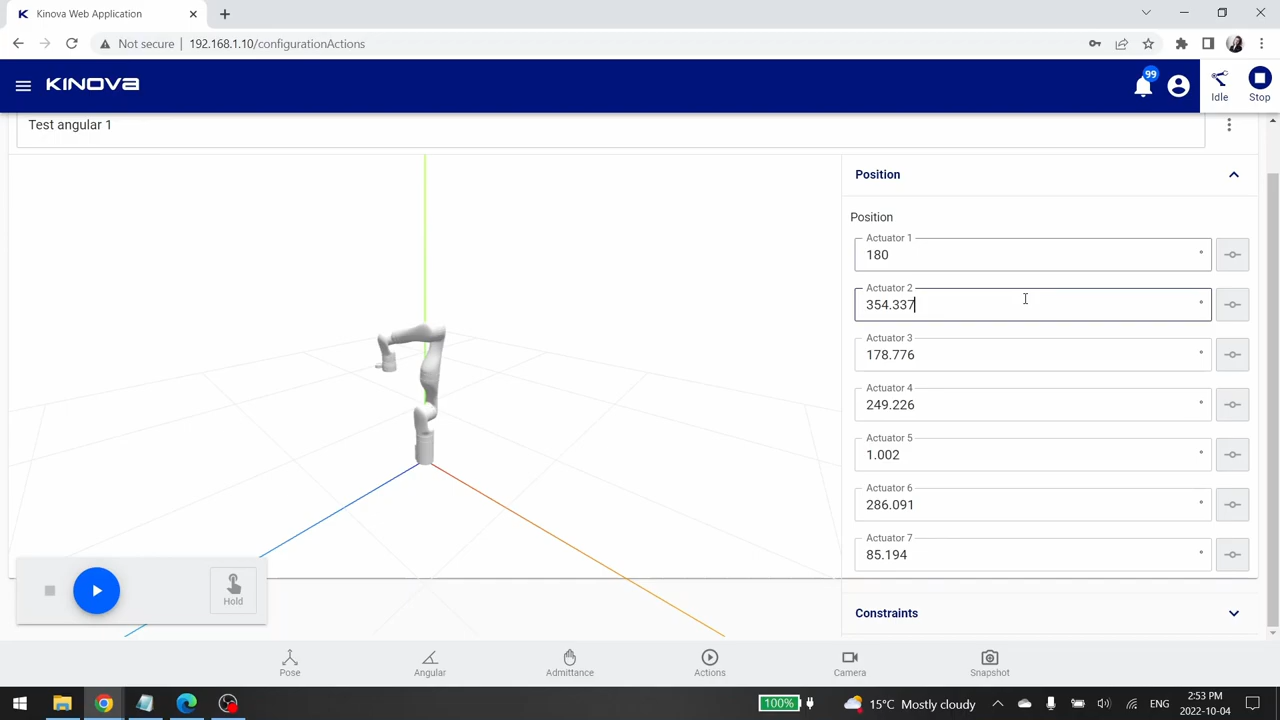 Kinova Web Application
Not secure
192.168.1.10/configurationActions
KINOVA
99
Idle
Stop
Test angular 1
Position
Position
Actuator 1
180 °
Actuator 2
354.337 °
Actuator 3
178.776 °
Actuator 4
249.226 °
Actuator 5
1.002 °
Actuator 6
286.091 °
Actuator 7
85.194 °
Hold
Constraints
Pose
Angular
Admittance
Actions
Camera
Snapshot
100%
15°C Mostly cloudy
ENG
2:53 PM
2022-10-04